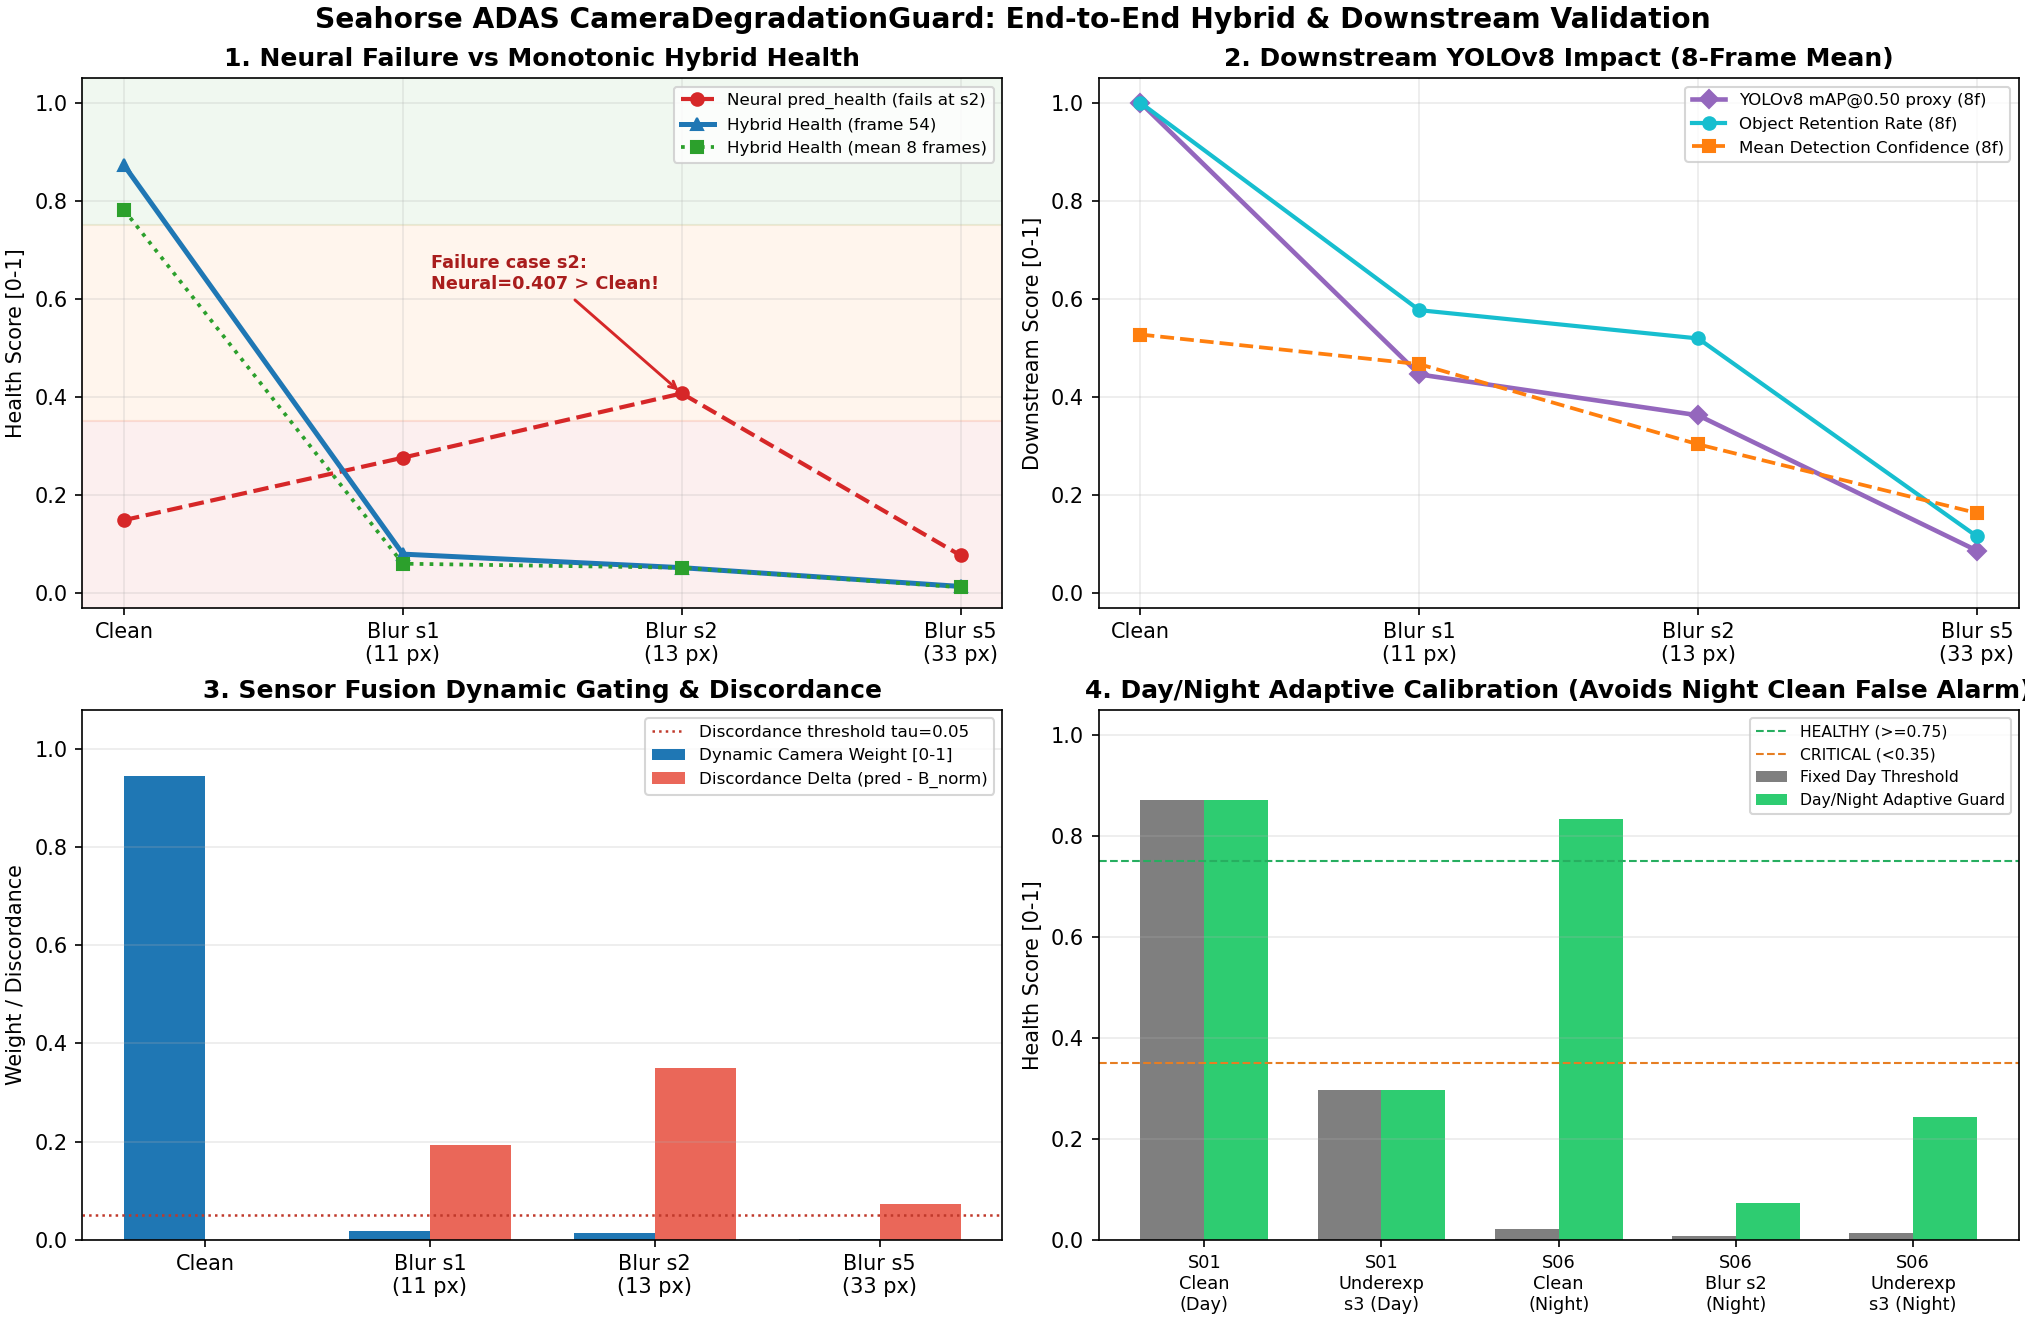 Seahorse ADAS CameraDegradationGuard: End-to-End Hybrid & Downstream Validation
1. Neural Failure vs Monotonic Hybrid Health
Health Score [0-1]
1.0
0.8
0.6
0.4
0.2
0.0
Neural pred_health (fails at s2)
Hybrid Health (frame 54)
Hybrid Health (mean 8 frames)
Failure case s2:
Neural=0.407 > Clean!
Clean
Blur s1
(11 px)
Blur s2
(13 px)
Blur s5
(33 px)
2. Downstream YOLOv8 Impact (8-Frame Mean)
Downstream Score [0-1]
1.0
0.8
0.6
0.4
0.2
0.0
YOLOv8 mAP@0.50 proxy (8f)
Object Retention Rate (8f)
Mean Detection Confidence (8f)
Clean
Blur s1
(11 px)
Blur s2
(13 px)
Blur s5
(33 px)
3. Sensor Fusion Dynamic Gating & Discordance
Weight / Discordance
1.0
0.8
0.6
0.4
0.2
0.0
Discordance threshold tau=0.05
Dynamic Camera Weight [0-1]
Discordance Delta (pred - B_norm)
Clean
Blur s1
(11 px)
Blur s2
(13 px)
Blur s5
(33 px)
4. Day/Night Adaptive Calibration (Avoids Night Clean False Alarm)
Health Score [0-1]
1.0
0.8
0.6
0.4
0.2
0.0
HEALTHY (>=0.75)
CRITICAL (<0.35)
Fixed Day Threshold
Day/Night Adaptive Guard
S01
Clean
(Day)
S01
Underexp
s3 (Day)
S06
Clean
(Night)
S06
Blur s2
(Night)
S06
Underexp
s3 (Night)